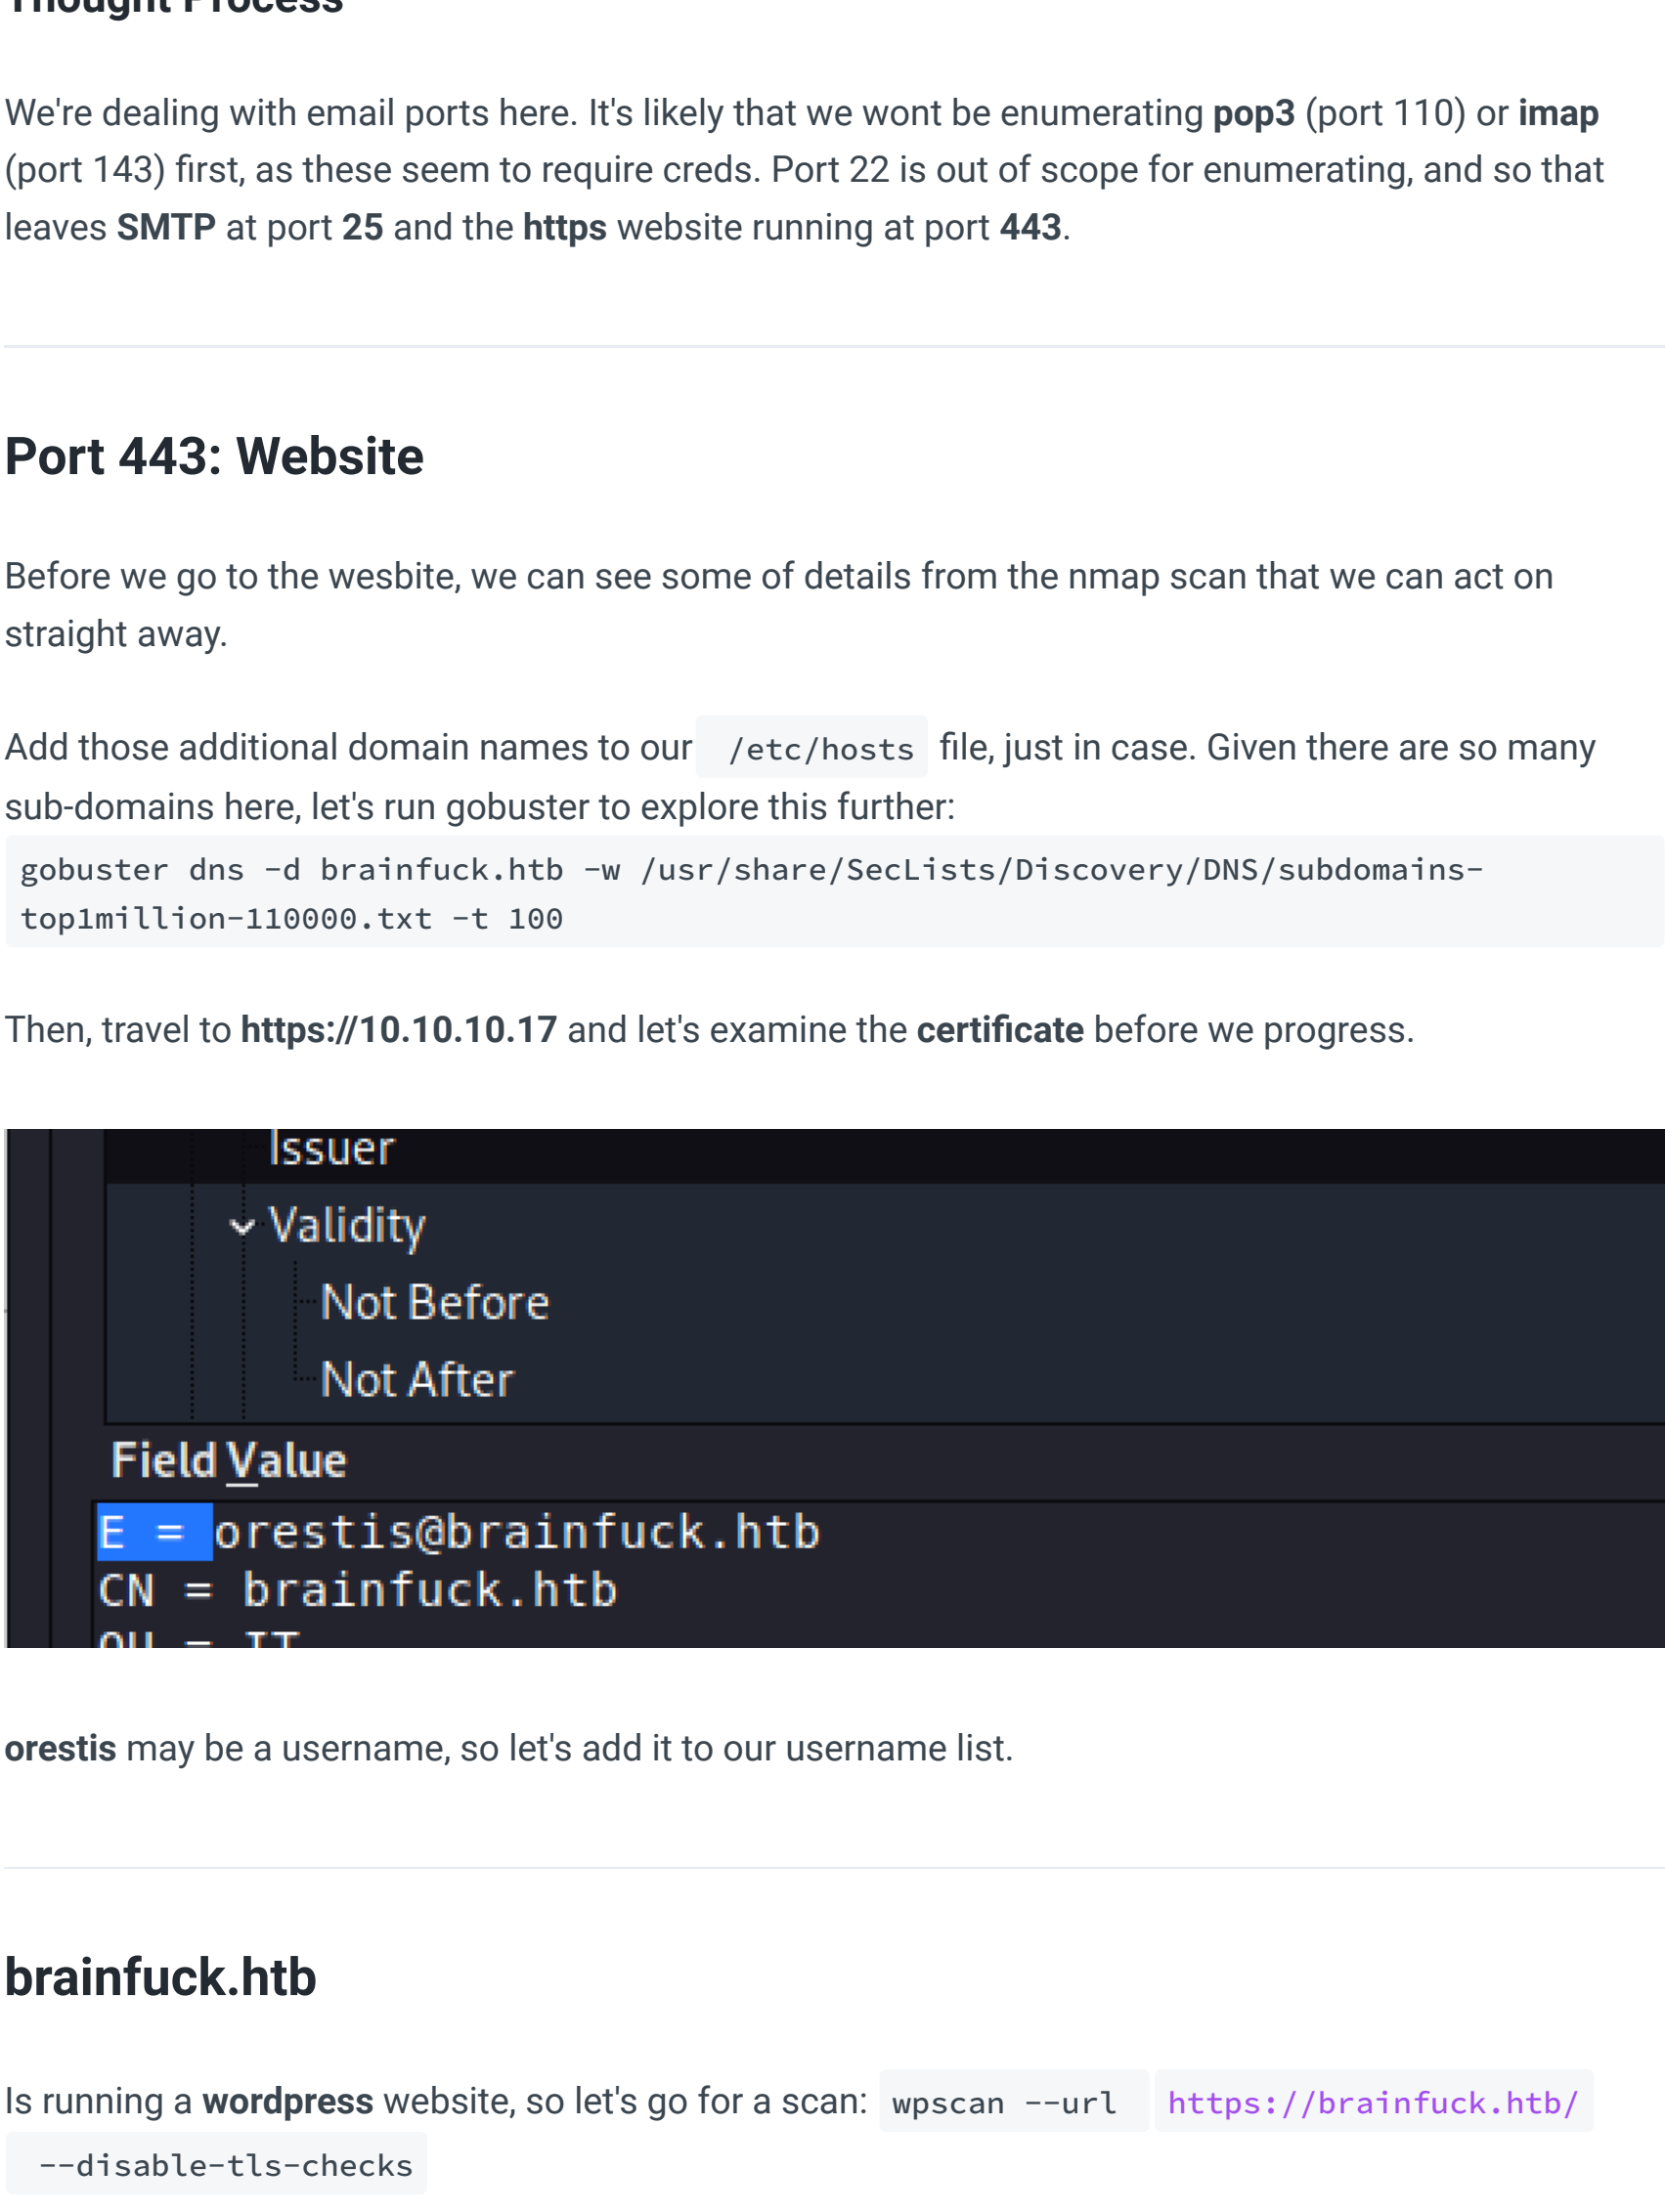 Thought Process
We're dealing with email ports here. It's likely that we wont be enumerating pop3 (port 110) or imap
(port 143) first, as these seem to require creds. Port 22 is out of scope for enumerating, and so that
leaves SMTP at port 25 and the https website running at port 443.
Port 443: Website
Before we go to the wesbite, we can see some of details from the nmap scan that we can act on
straight away.
Add those additional domain names to our /etc/hosts file, just in case. Given there are so many
sub-domains here, let's run gobuster to explore this further:
gobuster dns -d brainfuck.htb -w /usr/share/SecLists/Discovery/DNS/subdomains-
top1million-110000.txt -t 100
Then, travel to https://10.10.10.17 and let's examine the certificate before we progress.
Issuer
Validity
Not Before
Not After
Field Value
E = orestis@brainfuck.htb
CN = brainfuck.htb
OU = IT
orestis may be a username, so let's add it to our username list.
brainfuck.htb
Is running a wordpress website, so let's go for a scan: wpscan --url https://brainfuck.htb/
--disable-tls-checks